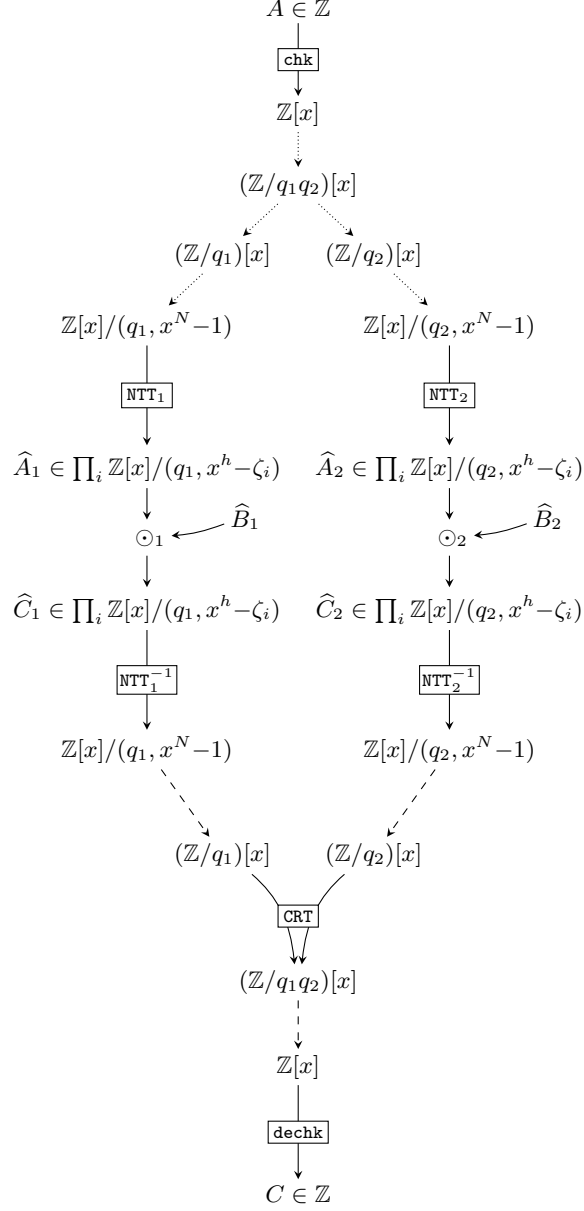 A ∈ ℤ
chk
ℤ[x]
(ℤ/q₁q₂)[x]
(ℤ/q₁)[x] (ℤ/q₂)[x]
ℤ[x]/(q₁, x^N−1) ℤ[x]/(q₂, x^N−1)
NTT₁ NTT₂
Â₁ ∈ ∏ᵢ ℤ[x]/(q₁, x^h−ζᵢ) Â₂ ∈ ∏ᵢ ℤ[x]/(q₂, x^h−ζᵢ)
B̂₁ B̂₂
⊙₁ ⊙₂
Ĉ₁ ∈ ∏ᵢ ℤ[x]/(q₁, x^h−ζᵢ) Ĉ₂ ∈ ∏ᵢ ℤ[x]/(q₂, x^h−ζᵢ)
NTT₁⁻¹ NTT₂⁻¹
ℤ[x]/(q₁, x^N−1) ℤ[x]/(q₂, x^N−1)
(ℤ/q₁)[x] (ℤ/q₂)[x]
CRT
(ℤ/q₁q₂)[x]
ℤ[x]
dechk
C ∈ ℤ